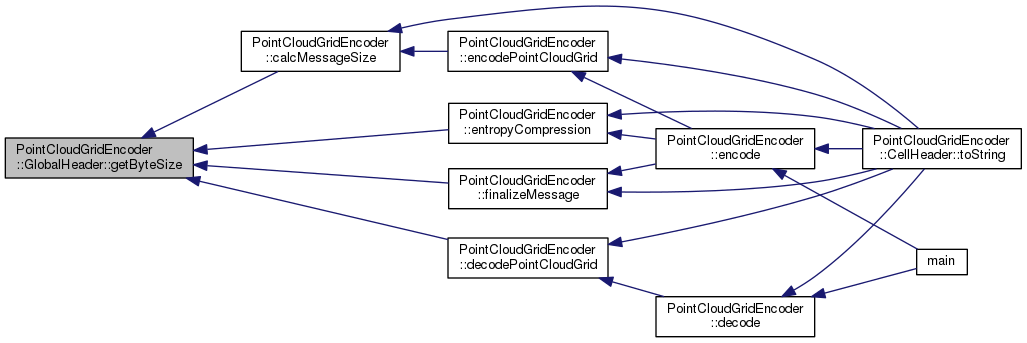 PointCloudGridEncoder
::GlobalHeader::getByteSize
PointCloudGridEncoder
::calcMessageSize
PointCloudGridEncoder
::encodePointCloudGrid
PointCloudGridEncoder
::entropyCompression
PointCloudGridEncoder
::finalizeMessage
PointCloudGridEncoder
::decodePointCloudGrid
PointCloudGridEncoder
::encode
PointCloudGridEncoder
::decode
PointCloudGridEncoder
::CellHeader::toString
main